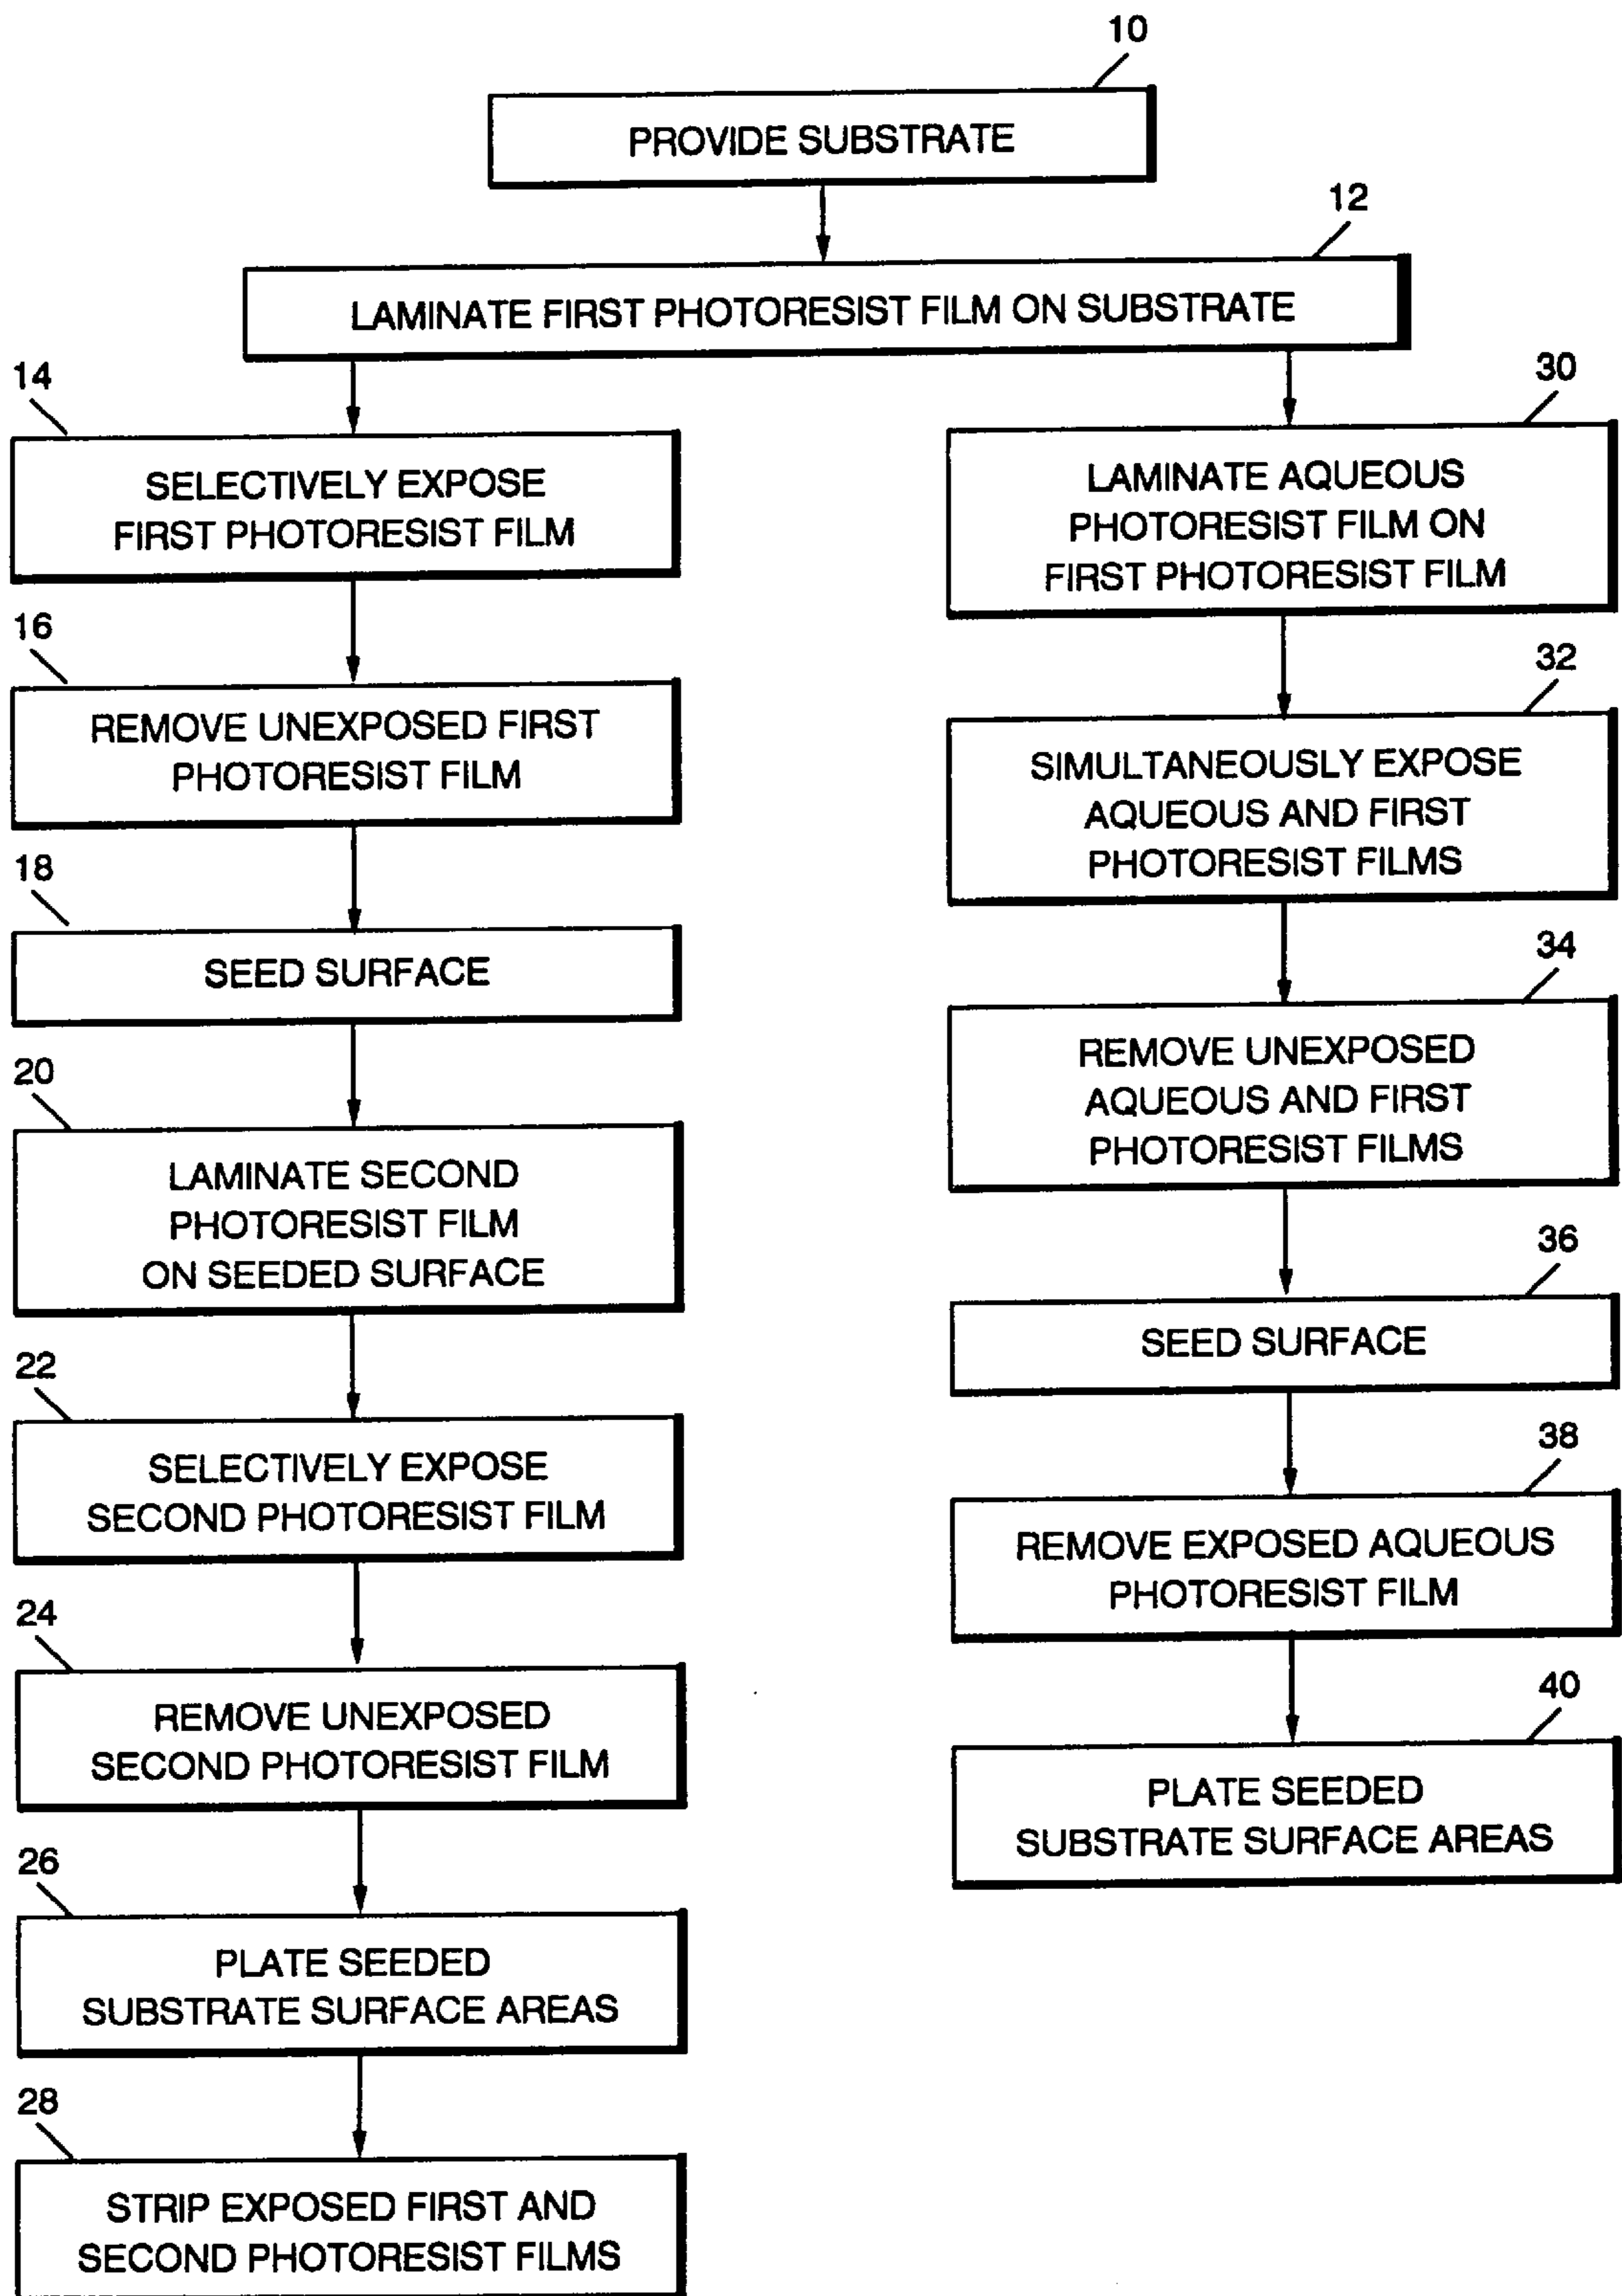 10
PROVIDE SUBSTRATE
12
LAMINATE FIRST PHOTORESIST FILM ON SUBSTRATE
14
SELECTIVELY EXPOSE
FIRST PHOTORESIST FILM
16
REMOVE UNEXPOSED FIRST
PHOTORESIST FILM
18
SEED SURFACE
20
LAMINATE SECOND
PHOTORESIST FILM
ON SEEDED SURFACE
22
SELECTIVELY EXPOSE
SECOND PHOTORESIST FILM
24
REMOVE UNEXPOSED
SECOND PHOTORESIST FILM
26
PLATE SEEDED
SUBSTRATE SURFACE AREAS
28
STRIP EXPOSED FIRST AND
SECOND PHOTORESIST FILMS
30
LAMINATE AQUEOUS
PHOTORESIST FILM ON
FIRST PHOTORESIST FILM
32
SIMULTANEOUSLY EXPOSE
AQUEOUS AND FIRST
PHOTORESIST FILMS
34
REMOVE UNEXPOSED
AQUEOUS AND FIRST
PHOTORESIST FILMS
36
SEED SURFACE
38
REMOVE EXPOSED AQUEOUS
PHOTORESIST FILM
40
PLATE SEEDED
SUBSTRATE SURFACE AREAS